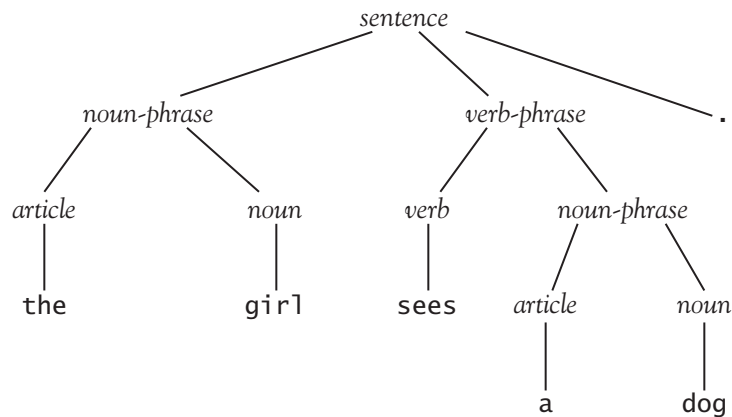 sentence
noun-phrase verb-phrase .
article noun verb noun-phrase
the girl sees article noun
a dog